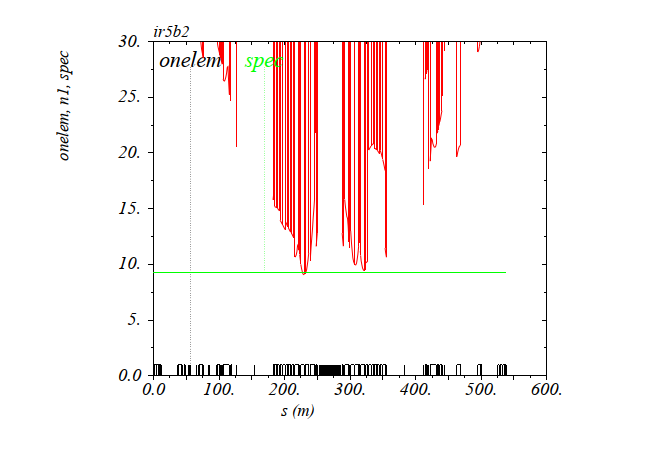 ir5b2
30.
onelem
spec
25.
20.
15.
10.
5.
0.0
onelem, n1, spec
0.0 100. 200. 300. 400. 500. 600.
s (m)